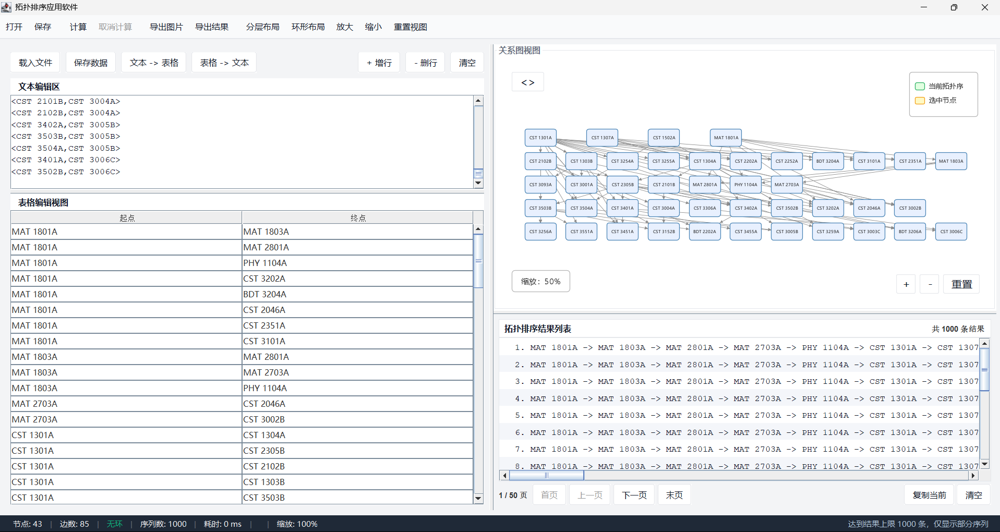 拓扑排序应用软件
打开 保存 计算 取消计算 导出图片 导出结果 分层布局 环形布局 放大 缩小 重置视图
载入文件 保存数据 文本 -> 表格 表格 -> 文本 + 增行 - 删行 清空
文本编辑区
<CST 2101B,CST 3004A>
<CST 2102B,CST 3004A>
<CST 3402A,CST 3005B>
<CST 3503B,CST 3005B>
<CST 3504A,CST 3005B>
<CST 3401A,CST 3006C>
<CST 3502B,CST 3006C>
表格编辑视图
起点 终点
MAT 1801A MAT 1803A
MAT 1801A MAT 2801A
MAT 1801A PHY 1104A
MAT 1801A CST 3202A
MAT 1801A BDT 3204A
MAT 1801A CST 2046A
MAT 1801A CST 2351A
MAT 1801A CST 3101A
MAT 1803A MAT 2801A
MAT 1803A MAT 2703A
MAT 1803A PHY 1104A
MAT 2703A CST 2046A
MAT 2703A CST 3002B
CST 1301A CST 1304A
CST 1301A CST 2305B
CST 1301A CST 2102B
CST 1301A CST 1303B
CST 1301A CST 3503B
关系图视图
<>
当前拓扑序
选中节点
CST 1301A CST 1307A CST 1502A MAT 1801A
CST 2102B CST 1303B CST 3254A CST 3255A CST 1304A CST 2202A CST 2252A BDT 3204A CST 3101A CST 2351A MAT 1803A
CST 3093A CST 3001A CST 2305B CST 2101B MAT 2801A PHY 1104A MAT 2703A
CST 3503B CST 3504A CST 3401A CST 3004A CST 3306A CST 3402A CST 3502B CST 3202A CST 2046A CST 3002B
CST 3256A CST 3551A CST 3451A CST 3152B BDT 2202A CST 3455A CST 3005B CST 3259A CST 3003C BDT 3206A CST 3006C
缩放：50%
+ - 重置
拓扑排序结果列表 共 1000 条结果
1. MAT 1801A -> MAT 1803A -> MAT 2801A -> MAT 2703A -> PHY 1104A -> CST 1301A -> CST 1307
2. MAT 1801A -> MAT 1803A -> MAT 2801A -> MAT 2703A -> PHY 1104A -> CST 1301A -> CST 1307
3. MAT 1801A -> MAT 1803A -> MAT 2801A -> MAT 2703A -> PHY 1104A -> CST 1301A -> CST 1307
4. MAT 1801A -> MAT 1803A -> MAT 2801A -> MAT 2703A -> PHY 1104A -> CST 1301A -> CST 1307
5. MAT 1801A -> MAT 1803A -> MAT 2801A -> MAT 2703A -> PHY 1104A -> CST 1301A -> CST 1307
6. MAT 1801A -> MAT 1803A -> MAT 2801A -> MAT 2703A -> PHY 1104A -> CST 1301A -> CST 1307
7. MAT 1801A -> MAT 1803A -> MAT 2801A -> MAT 2703A -> PHY 1104A -> CST 1301A -> CST 1307
8. MAT 1801A -> MAT 1803A -> MAT 2801A -> MAT 2703A -> PHY 1104A -> CST 1301A -> CST 1307
1 / 50 页 首页 上一页 下一页 末页 复制当前 清空
节点: 43 | 边数: 85 | 无环 | 序列数: 1000 | 耗时: 0 ms | | 缩放: 100% 达到结果上限 1000 条，仅显示部分序列